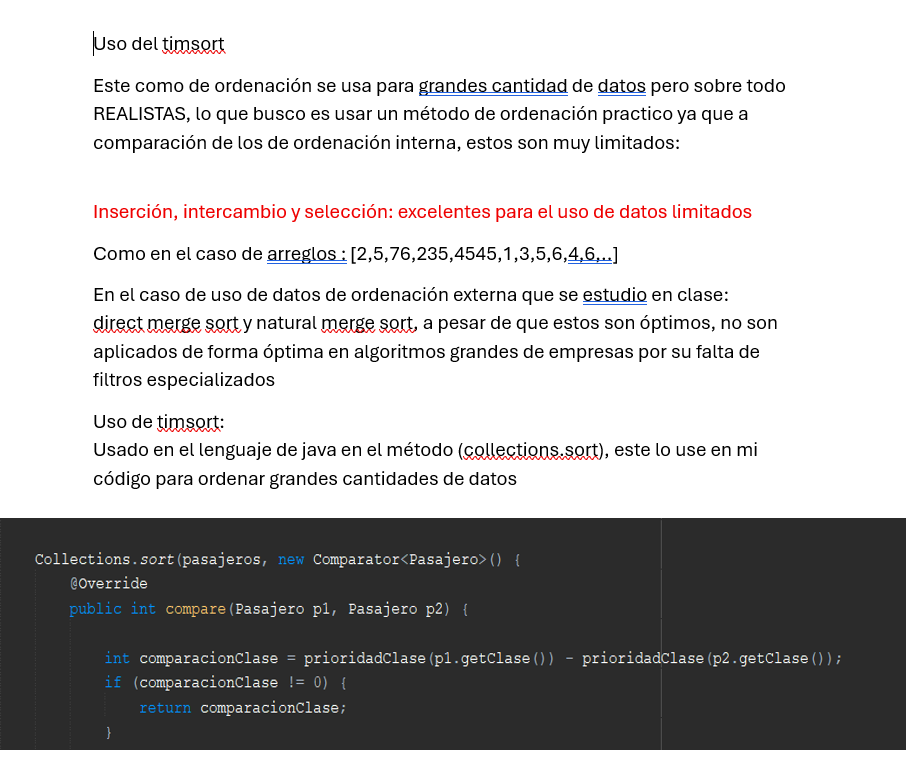 Uso del timsort
Este como de ordenación se usa para grandes cantidad de datos pero sobre todo
REALISTAS, lo que busco es usar un método de ordenación practico ya que a
comparación de los de ordenación interna, estos son muy limitados:
Inserción, intercambio y selección: excelentes para el uso de datos limitados
Como en el caso de arreglos : [2,5,76,235,4545,1,3,5,6,4,6,..]
En el caso de uso de datos de ordenación externa que se estudio en clase:
direct merge sort y natural merge sort, a pesar de que estos son óptimos, no son
aplicados de forma óptima en algoritmos grandes de empresas por su falta de
filtros especializados
Uso de timsort:
Usado en el lenguaje de java en el método (collections.sort), este lo use en mi
código para ordenar grandes cantidades de datos
Collections.sort(pasajeros, new Comparator<Pasajero>() {
@Override
public int compare(Pasajero p1, Pasajero p2) {
int comparacionClase = prioridadClase(p1.getClase()) - prioridadClase(p2.getClase());
if (comparacionClase != 0) {
return comparacionClase;
}